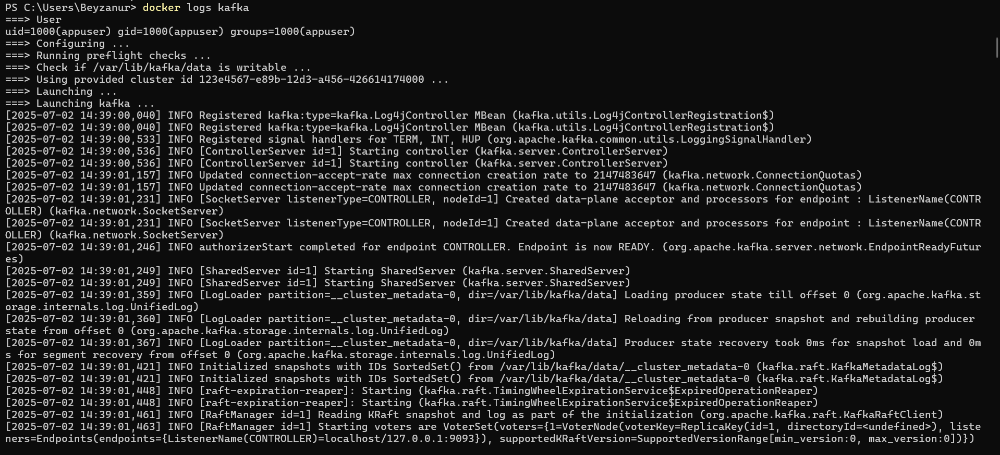 PS C:\Users\Beyzanur> docker logs kafka
===> User
uid=1000(appuser) gid=1000(appuser) groups=1000(appuser)
===> Configuring ...
===> Running preflight checks ...
===> Check if /var/lib/kafka/data is writable ...
===> Using provided cluster id 123e4567-e89b-12d3-a456-426614174000 ...
===> Launching ...
===> Launching kafka ...
[2025-07-02 14:39:00,040] INFO Registered kafka:type=kafka.Log4jController MBean (kafka.utils.Log4jControllerRegistration$)
[2025-07-02 14:39:00,040] INFO Registered kafka:type=kafka.Log4jController MBean (kafka.utils.Log4jControllerRegistration$)
[2025-07-02 14:39:00,533] INFO Registered signal handlers for TERM, INT, HUP (org.apache.kafka.common.utils.LoggingSignalHandler)
[2025-07-02 14:39:00,536] INFO [ControllerServer id=1] Starting controller (kafka.server.ControllerServer)
[2025-07-02 14:39:00,536] INFO [ControllerServer id=1] Starting controller (kafka.server.ControllerServer)
[2025-07-02 14:39:01,157] INFO Updated connection-accept-rate max connection creation rate to 2147483647 (kafka.network.ConnectionQuotas)
[2025-07-02 14:39:01,157] INFO Updated connection-accept-rate max connection creation rate to 2147483647 (kafka.network.ConnectionQuotas)
[2025-07-02 14:39:01,231] INFO [SocketServer listenerType=CONTROLLER, nodeId=1] Created data-plane acceptor and processors for endpoint : ListenerName(CONTR
OLLER) (kafka.network.SocketServer)
[2025-07-02 14:39:01,231] INFO [SocketServer listenerType=CONTROLLER, nodeId=1] Created data-plane acceptor and processors for endpoint : ListenerName(CONTR
OLLER) (kafka.network.SocketServer)
[2025-07-02 14:39:01,246] INFO authorizerStart completed for endpoint CONTROLLER. Endpoint is now READY. (org.apache.kafka.server.network.EndpointReadyFutur
es)
[2025-07-02 14:39:01,249] INFO [SharedServer id=1] Starting SharedServer (kafka.server.SharedServer)
[2025-07-02 14:39:01,249] INFO [SharedServer id=1] Starting SharedServer (kafka.server.SharedServer)
[2025-07-02 14:39:01,359] INFO [LogLoader partition=__cluster_metadata-0, dir=/var/lib/kafka/data] Loading producer state till offset 0 (org.apache.kafka.st
orage.internals.log.UnifiedLog)
[2025-07-02 14:39:01,360] INFO [LogLoader partition=__cluster_metadata-0, dir=/var/lib/kafka/data] Reloading from producer snapshot and rebuilding producer
state from offset 0 (org.apache.kafka.storage.internals.log.UnifiedLog)
[2025-07-02 14:39:01,367] INFO [LogLoader partition=__cluster_metadata-0, dir=/var/lib/kafka/data] Producer state recovery took 0ms for snapshot load and 0m
s for segment recovery from offset 0 (org.apache.kafka.storage.internals.log.UnifiedLog)
[2025-07-02 14:39:01,421] INFO Initialized snapshots with IDs SortedSet() from /var/lib/kafka/data/__cluster_metadata-0 (kafka.raft.KafkaMetadataLog$)
[2025-07-02 14:39:01,421] INFO Initialized snapshots with IDs SortedSet() from /var/lib/kafka/data/__cluster_metadata-0 (kafka.raft.KafkaMetadataLog$)
[2025-07-02 14:39:01,448] INFO [raft-expiration-reaper]: Starting (kafka.raft.TimingWheelExpirationService$ExpiredOperationReaper)
[2025-07-02 14:39:01,448] INFO [raft-expiration-reaper]: Starting (kafka.raft.TimingWheelExpirationService$ExpiredOperationReaper)
[2025-07-02 14:39:01,461] INFO [RaftManager id=1] Reading KRaft snapshot and log as part of the initialization (org.apache.kafka.raft.KafkaRaftClient)
[2025-07-02 14:39:01,463] INFO [RaftManager id=1] Starting voters are VoterSet(voters={1=VoterNode(voterKey=ReplicaKey(id=1, directoryId=<undefined>), liste
ners=Endpoints(endpoints={ListenerName(CONTROLLER)=localhost/127.0.0.1:9093}), supportedKRaftVersion=SupportedVersionRange[min_version:0, max_version:0])})